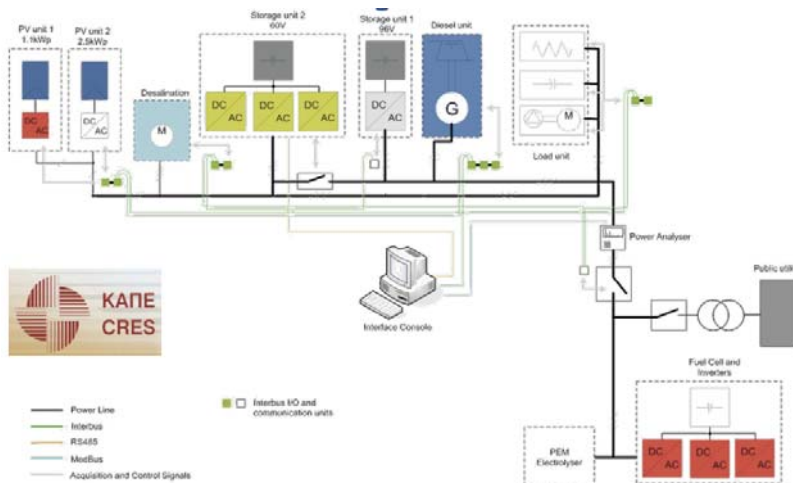 PV unit 1
1.1kWp
PV unit 2
2.5kWp
Desalination
M
Storage unit 2
60V
Storage unit 1
96V
Diesel unit
DC
AC
DC
AC
DC
AC
DC
AC
DC
AC
DC
AC
G
M
Load unit
Power Analyser
Interface Console
Public utili
ΚΑΠΕ
CRES
Fuel Cell and
Inverters
DC
AC
DC
AC
DC
AC
PEM
Electrolyser
Power Line
Interbus
RS485
ModBus
Acquisition and Control Signals
Interbus I/O and
communication units